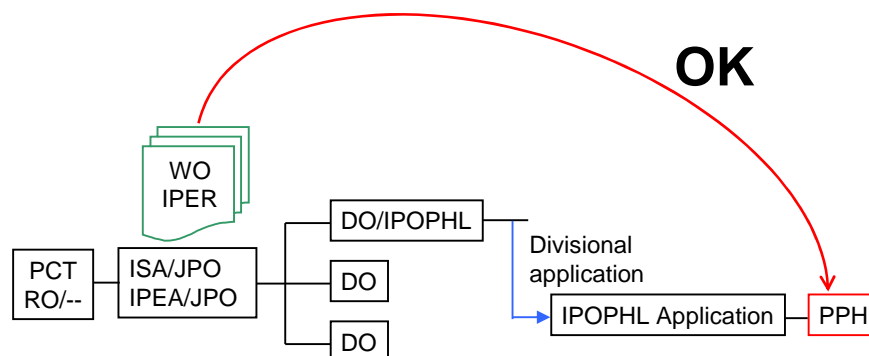 OK
WO
IPER
DO/IPOPHL
Divisional
application
PCT
RO/--
ISA/JPO
IPEA/JPO
DO
IPOPHL Application
PPH
DO